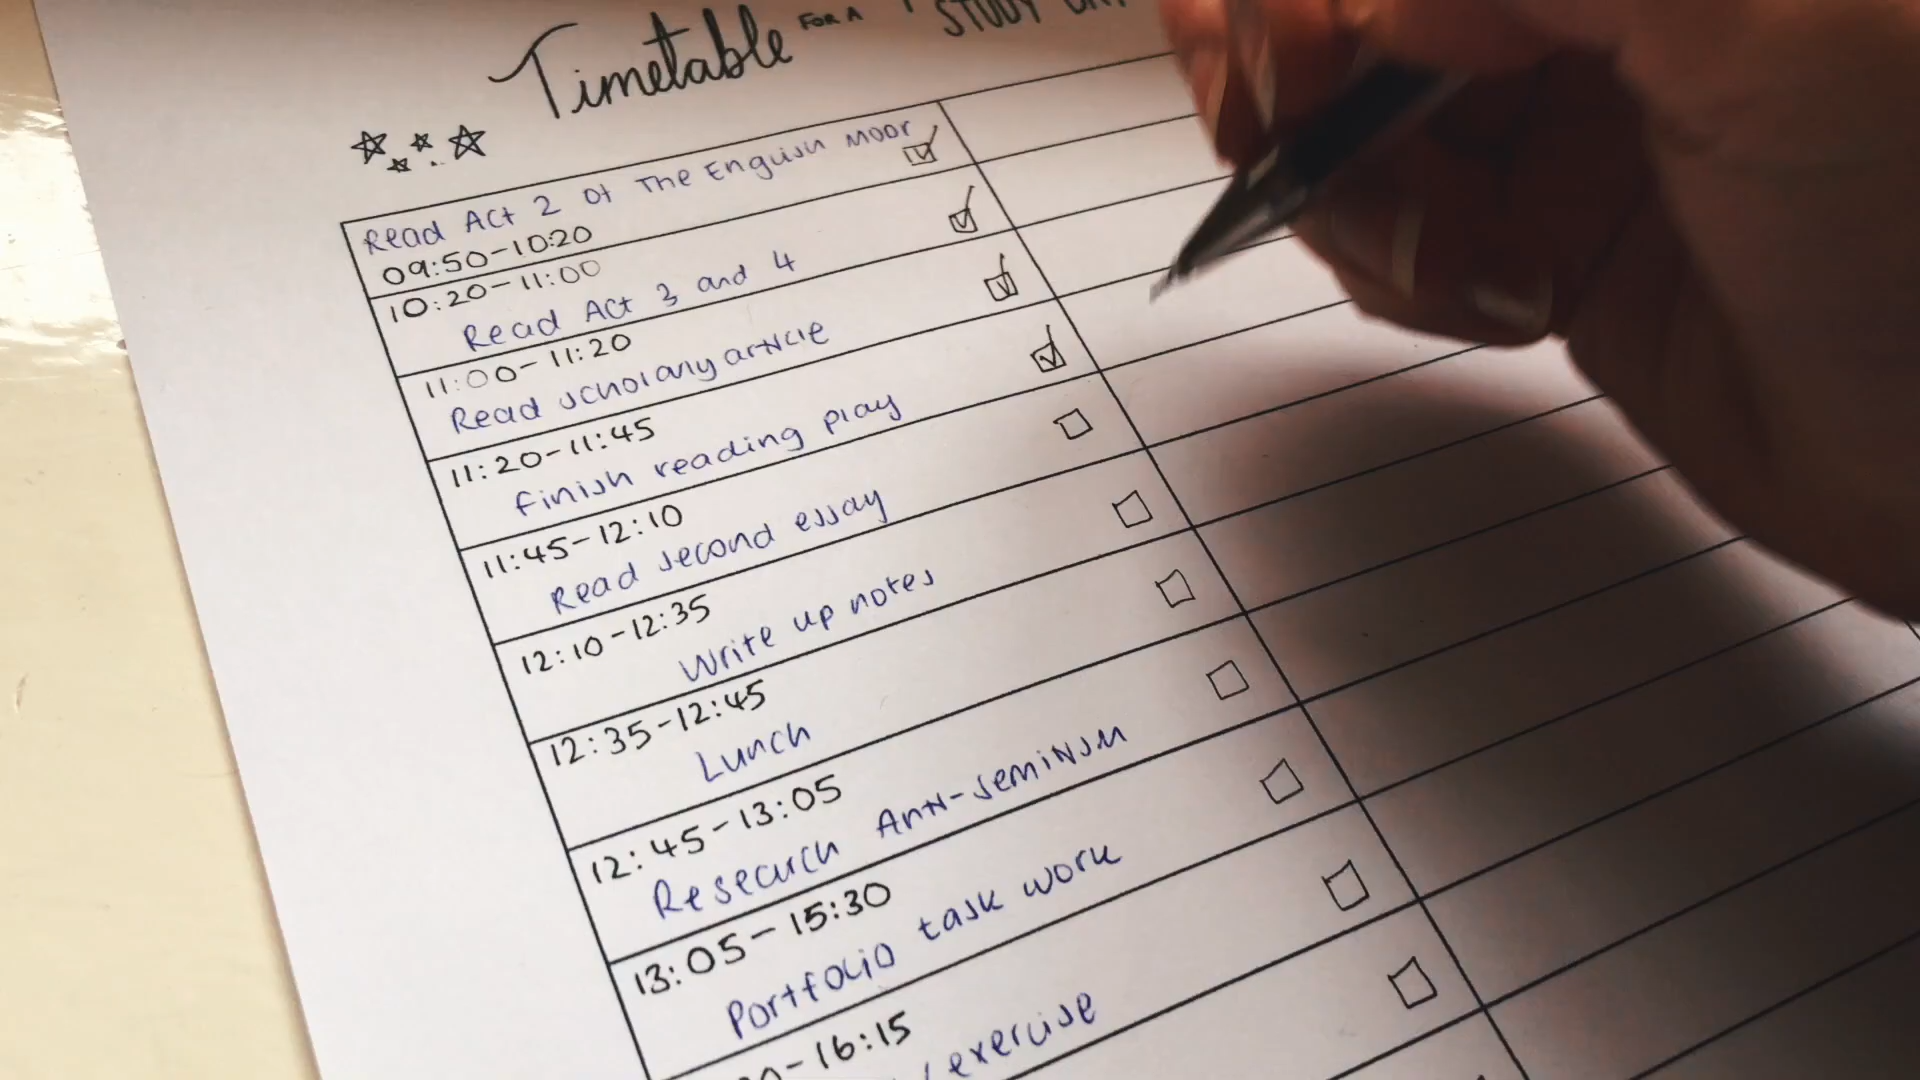 Timetable FOR A STUDY
Read Act 2 of The English Moor
09:50-10:20
10:20-11:00
Read Act 3 and 4
11:00-11:20
Read scholarly article
11:20-11:45
finish reading play
11:45-12:10
Read second essay
12:10-12:35
Write up notes
12:35-12:45
Lunch
12:45-13:05
Research Anti-semitism
13:05-15:30
Portfolio task work
-16:15
exercise